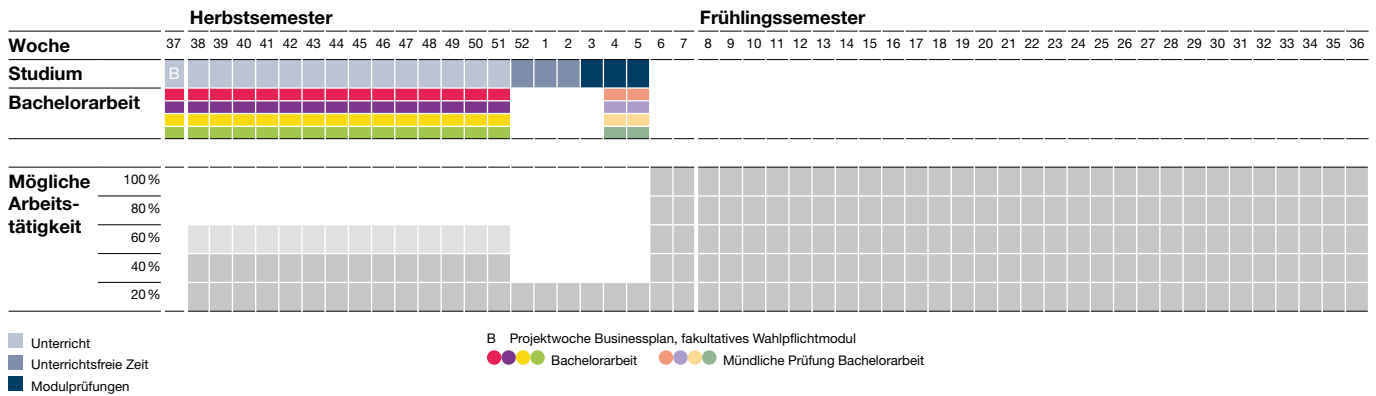 Herbstsemester Frühlingssemester
Woche 37 38 39 40 41 42 43 44 45 46 47 48 49 50 51 52 1 2 3 4 5 6 7 8 9 10 11 12 13 14 15 16 17 18 19 20 21 22 23 24 25 26 27 28 29 30 31 32 33 34 35 36
Studium B
Bachelorarbeit
Mögliche 100 %
Arbeits- 80 %
tätigkeit 60 %
40 %
20 %
Unterricht
Unterrichtsfreie Zeit
Modulprüfungen
B Projektwoche Businessplan, fakultatives Wahlpflichtmodul
Bachelorarbeit Mündliche Prüfung Bachelorarbeit